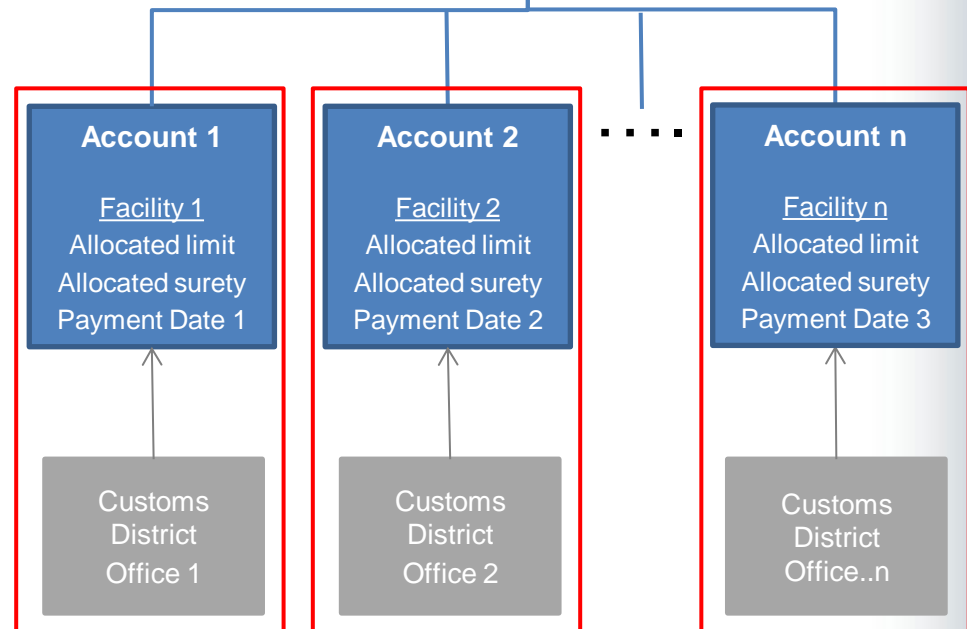 Account 1
Facility 1
Allocated limit
Allocated surety
Payment Date 1
Account 2
Facility 2
Allocated limit
Allocated surety
Payment Date 2
....
Account n
Facility n
Allocated limit
Allocated surety
Payment Date 3
Customs
District
Office 1
Customs
District
Office 2
Customs
District
Office..n